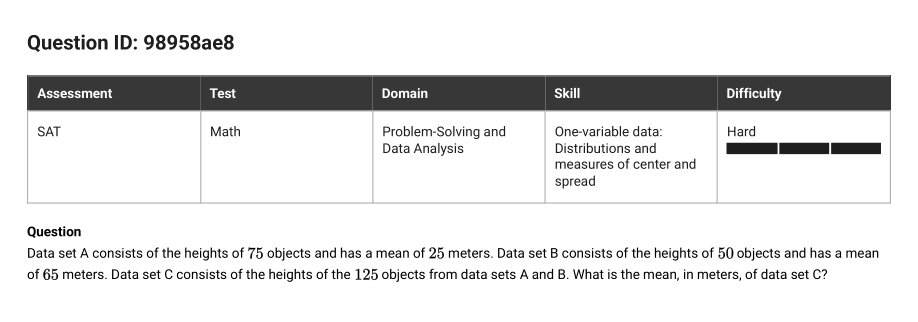 Question ID: 98958ae8
Assessment Test Domain Skill Difficulty
SAT Math Problem-Solving and Data Analysis One-variable data: Distributions and measures of center and spread Hard
Question
Data set A consists of the heights of 75 objects and has a mean of 25 meters. Data set B consists of the heights of 50 objects and has a mean
of 65 meters. Data set C consists of the heights of the 125 objects from data sets A and B. What is the mean, in meters, of data set C?